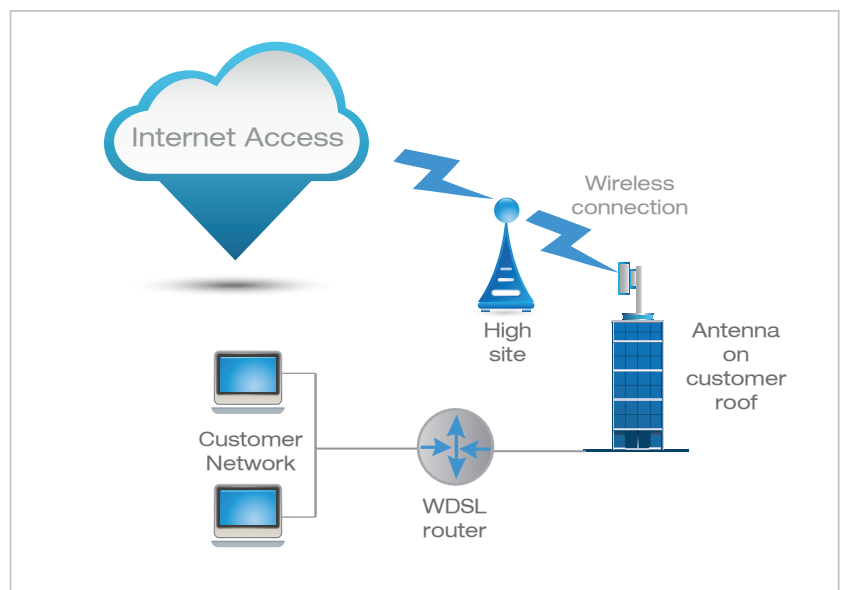 Internet Access
Wireless
connection
High
site
Antenna
on
customer
roof
Customer
Network
WDSL
router